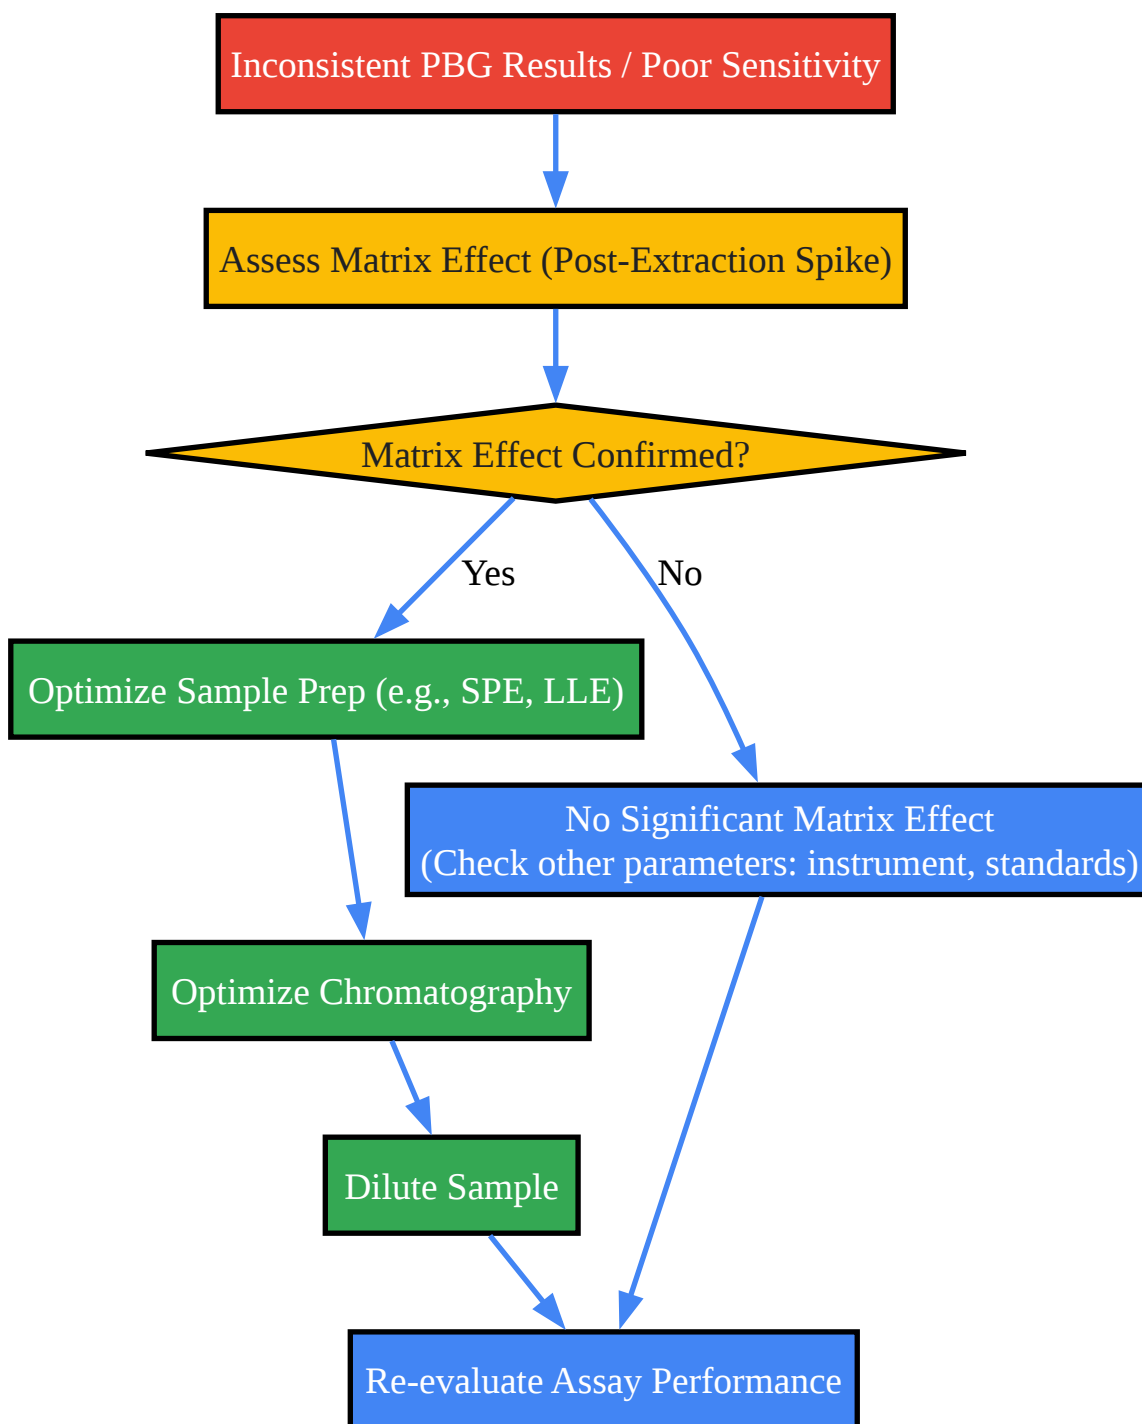 Inconsistent PBG Results / Poor Sensitivity
Assess Matrix Effect (Post-Extraction Spike)
Matrix Effect Confirmed?
Yes
No
Optimize Sample Prep (e.g., SPE, LLE)
No Significant Matrix Effect
(Check other parameters: instrument, standards)
Optimize Chromatography
Dilute Sample
Re-evaluate Assay Performance